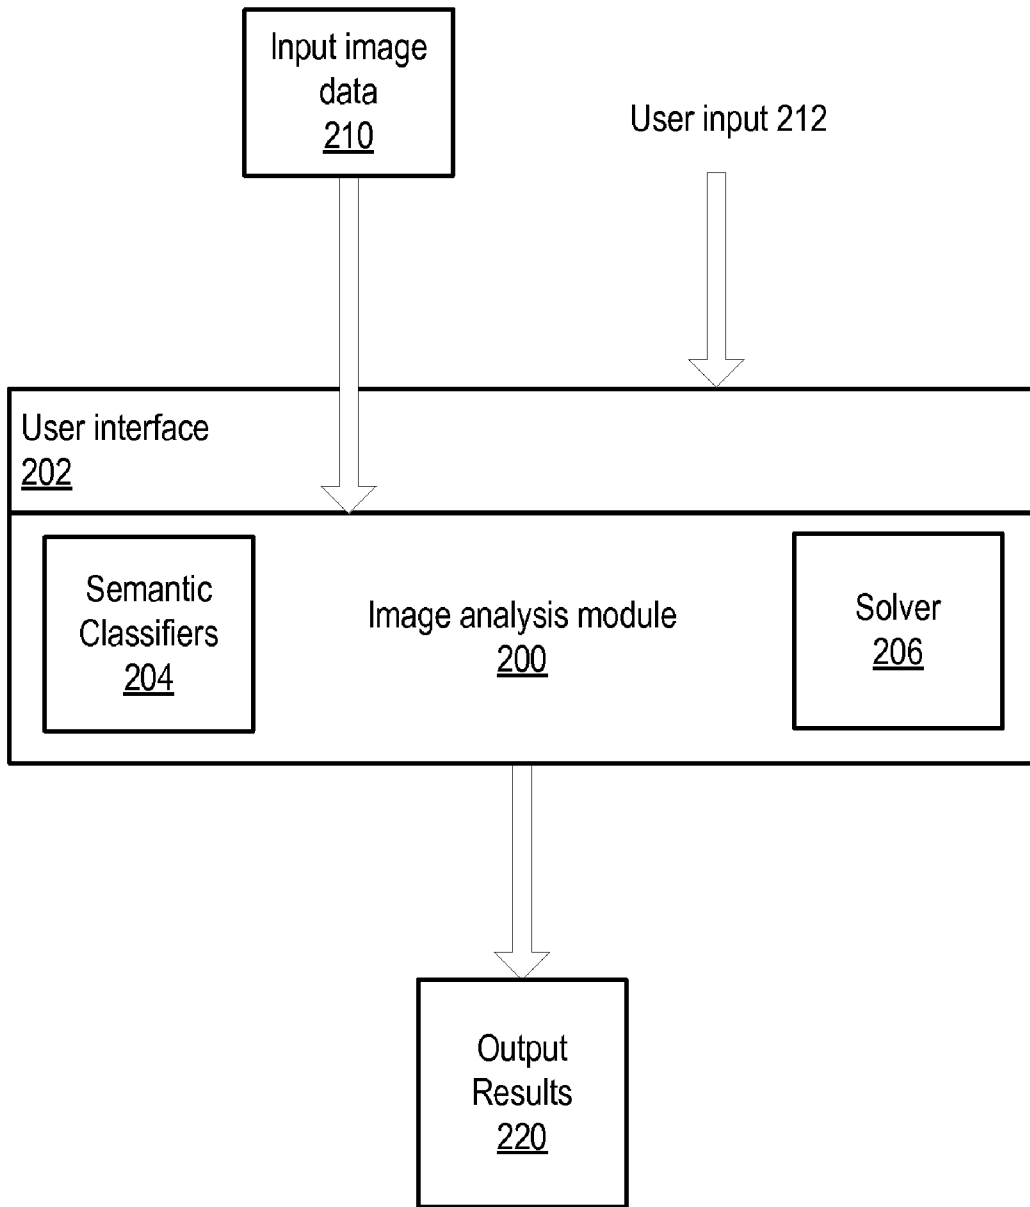 Input image
data
210
User input 212
User interface
202
Semantic
Classifiers
204
Image analysis module
200
Solver
206
Output
Results
220